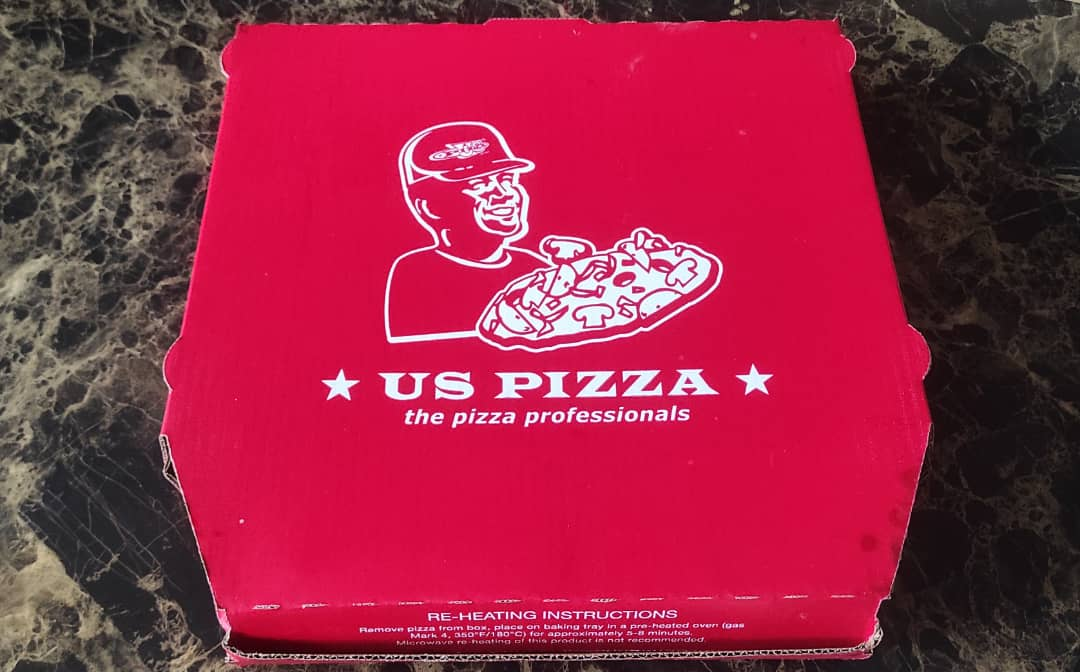 ★ US PIZZA ★
the pizza professionals
RE-HEATING INSTRUCTIONS
Remove pizza from box, place on baking tray in a pre-heated oven (gas
Mark 4, 350°F/180°C) for approximately 5-8 minutes.
Microwave re-heating of this product is not recommended.